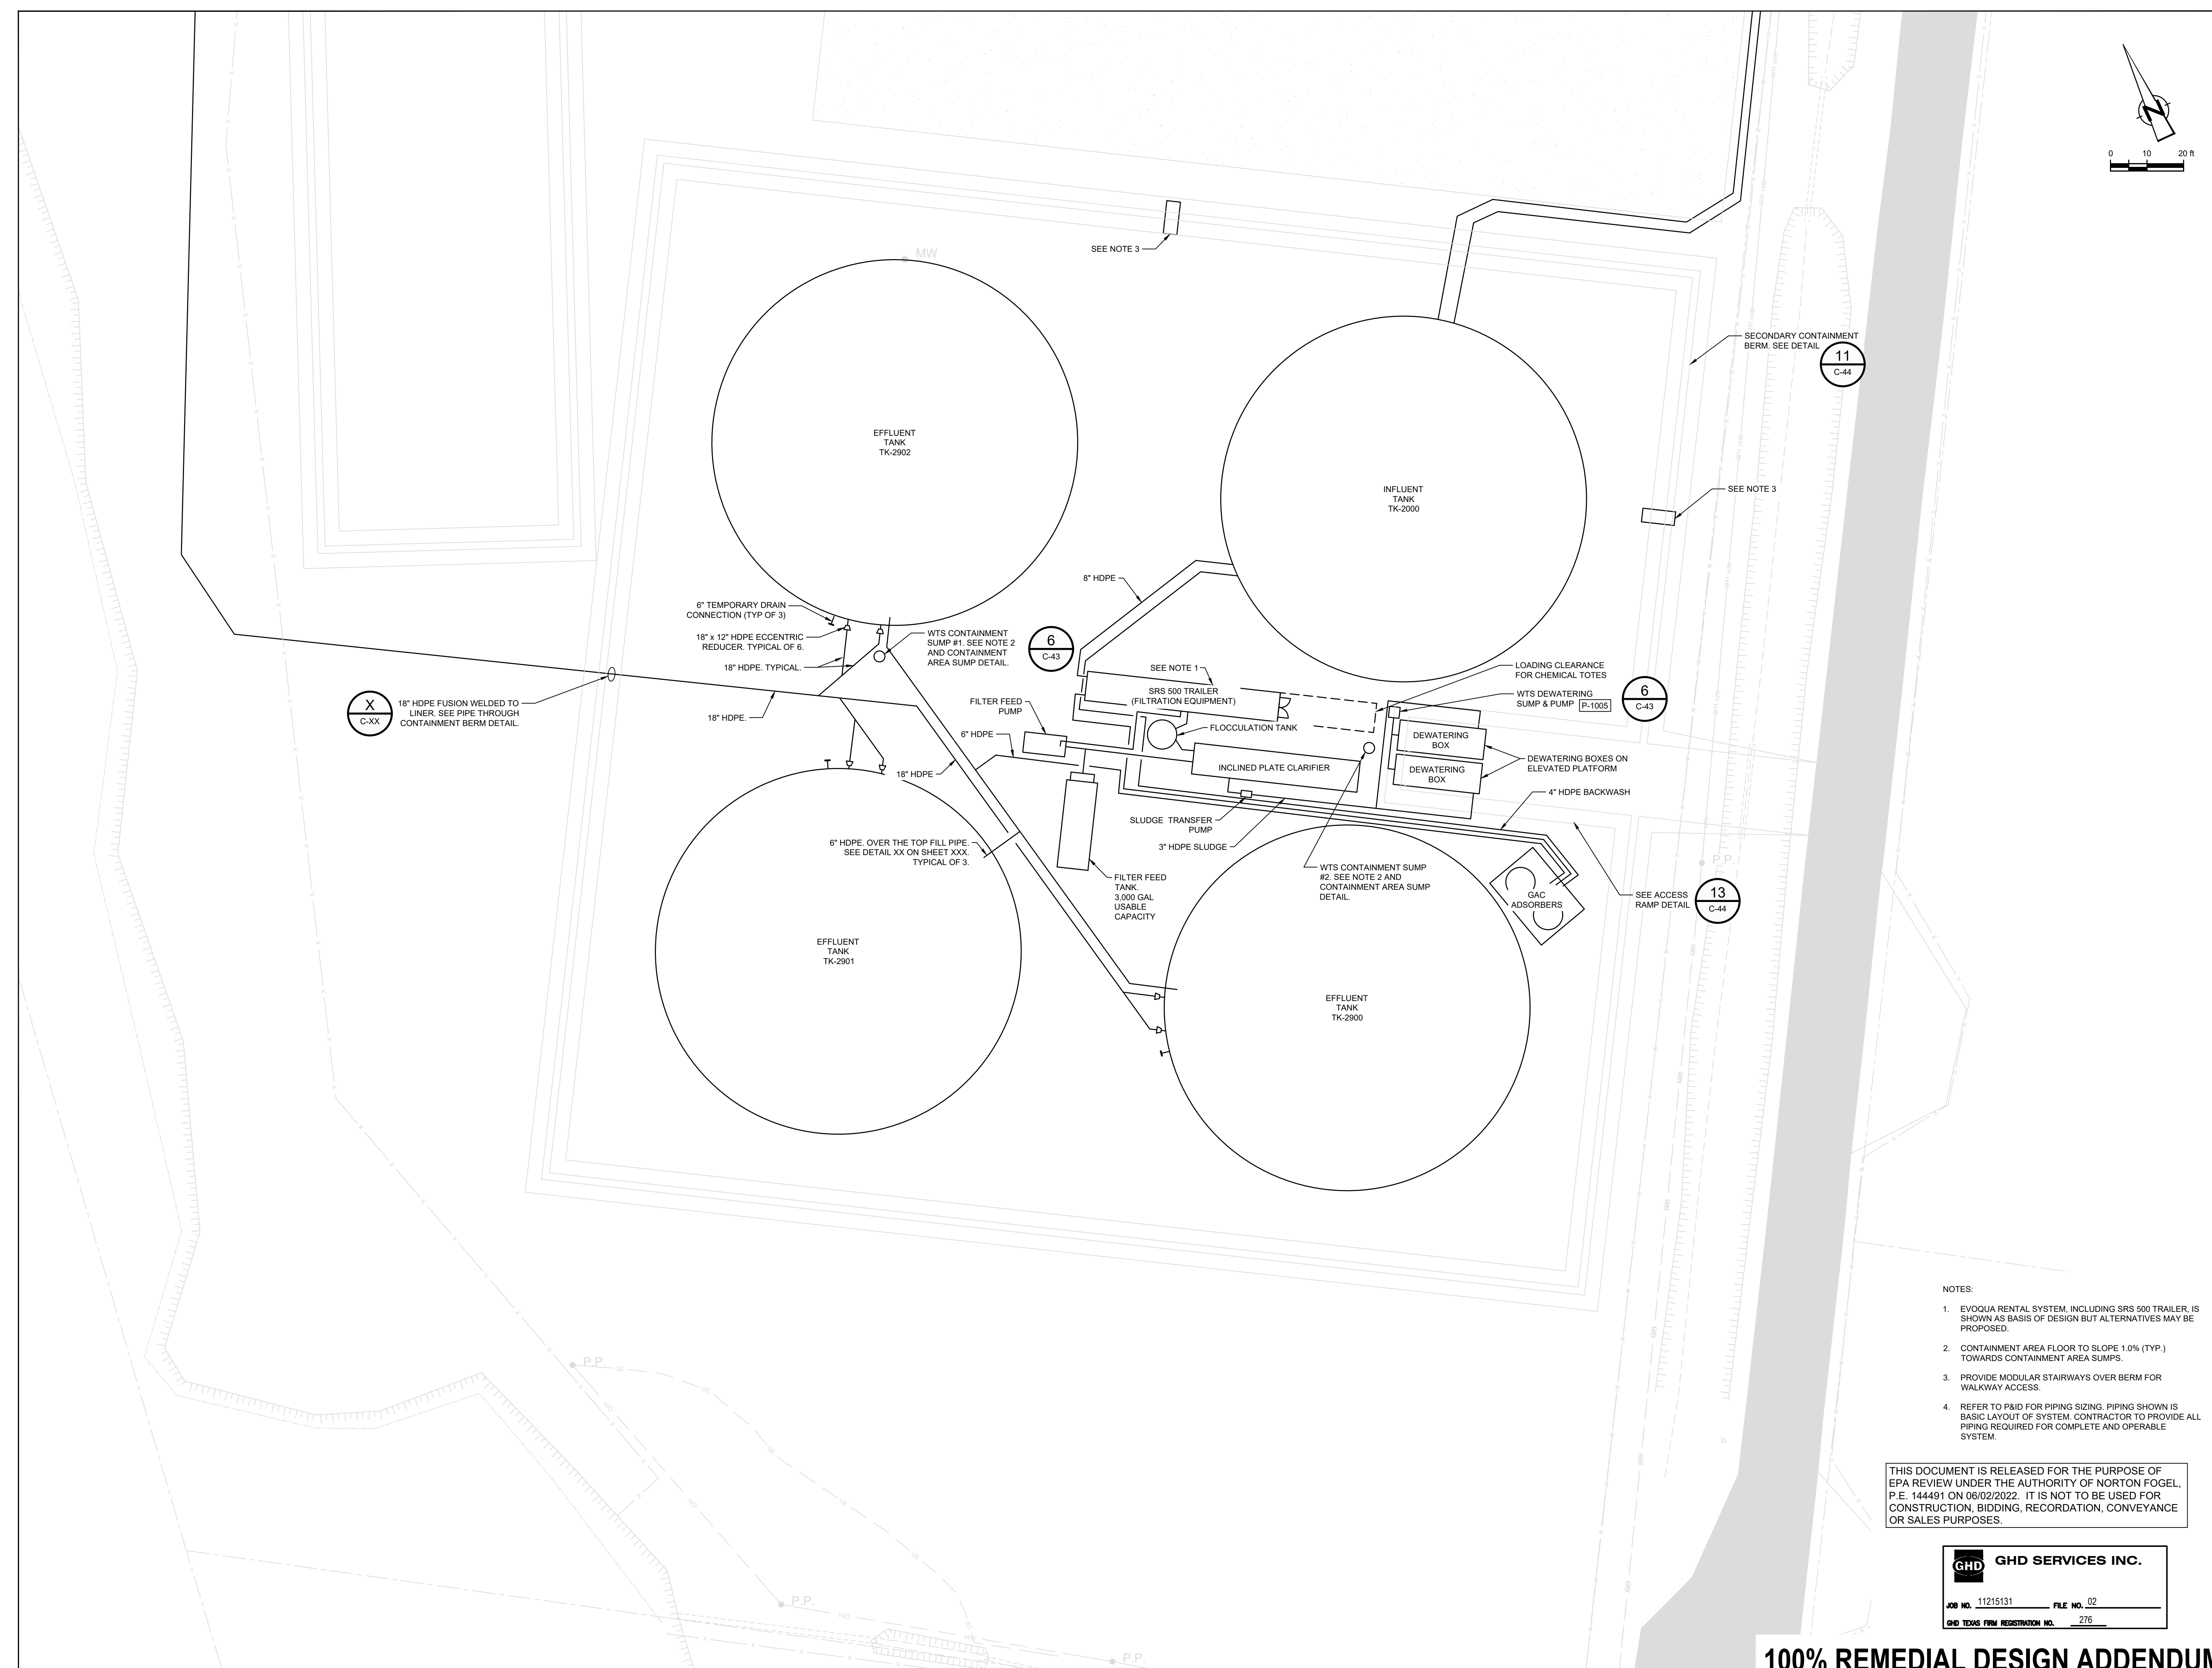 N
0 10 20 ft
SEE NOTE 3
MW
SECONDARY CONTAINMENT
BERM. SEE DETAIL
11
C-44
EFFLUENT
TANK
TK-2902
INFLUENT
TANK
TK-2000
SEE NOTE 3
8" HDPE
6" TEMPORARY DRAIN
CONNECTION (TYP OF 3)
18" x 12" HDPE ECCENTRIC
REDUCER. TYPICAL OF 6.
18" HDPE. TYPICAL.
WTS CONTAINMENT
SUMP #1. SEE NOTE 2
AND CONTAINMENT
AREA SUMP DETAIL.
6
C-43
SEE NOTE 1
SRS 500 TRAILER
(FILTRATION EQUIPMENT)
LOADING CLEARANCE
FOR CHEMICAL TOTES
WTS DEWATERING
SUMP & PUMP P-1005
6
C-43
X
C-XX
18" HDPE FUSION WELDED TO
LINER. SEE PIPE THROUGH
CONTAINMENT BERM DETAIL.
18" HDPE.
FILTER FEED
PUMP
6" HDPE
FLOCCULATION TANK
DEWATERING
BOX
DEWATERING
BOX
DEWATERING BOXES ON
ELEVATED PLATFORM
INCLINED PLATE CLARIFIER
18" HDPE
4" HDPE BACKWASH
SLUDGE TRANSFER
PUMP
3" HDPE SLUDGE
6" HDPE. OVER THE TOP FILL PIPE.
SEE DETAIL XX ON SHEET XXX.
TYPICAL OF 3.
FILTER FEED
TANK.
3,000 GAL
USABLE
CAPACITY
WTS CONTAINMENT SUMP
#2. SEE NOTE 2 AND
CONTAINMENT AREA SUMP
DETAIL.
GAC
ADSORBERS
SEE ACCESS
RAMP DETAIL
13
C-44
P.P.
EFFLUENT
TANK
TK-2901
EFFLUENT
TANK
TK-2900
NOTES:
1. EVOQUA RENTAL SYSTEM, INCLUDING SRS 500 TRAILER, IS
SHOWN AS BASIS OF DESIGN BUT ALTERNATIVES MAY BE
PROPOSED.
2. CONTAINMENT AREA FLOOR TO SLOPE 1.0% (TYP.)
TOWARDS CONTAINMENT AREA SUMPS.
3. PROVIDE MODULAR STAIRWAYS OVER BERM FOR
WALKWAY ACCESS.
4. REFER TO P&ID FOR PIPING SIZING. PIPING SHOWN IS
BASIC LAYOUT OF SYSTEM. CONTRACTOR TO PROVIDE ALL
PIPING REQUIRED FOR COMPLETE AND OPERABLE
SYSTEM.
P.P.
P.P.
P.P.
THIS DOCUMENT IS RELEASED FOR THE PURPOSE OF
EPA REVIEW UNDER THE AUTHORITY OF NORTON FOGEL,
P.E. 144491 ON 06/02/2022. IT IS NOT TO BE USED FOR
CONSTRUCTION, BIDDING, RECORDATION, CONVEYANCE
OR SALES PURPOSES.
GHD GHD SERVICES INC.
JOB NO. 11215131 FILE NO. 02
GHD TEXAS FIRM REGISTRATION NO. 276
100% REMEDIAL DESIGN ADDENDUM